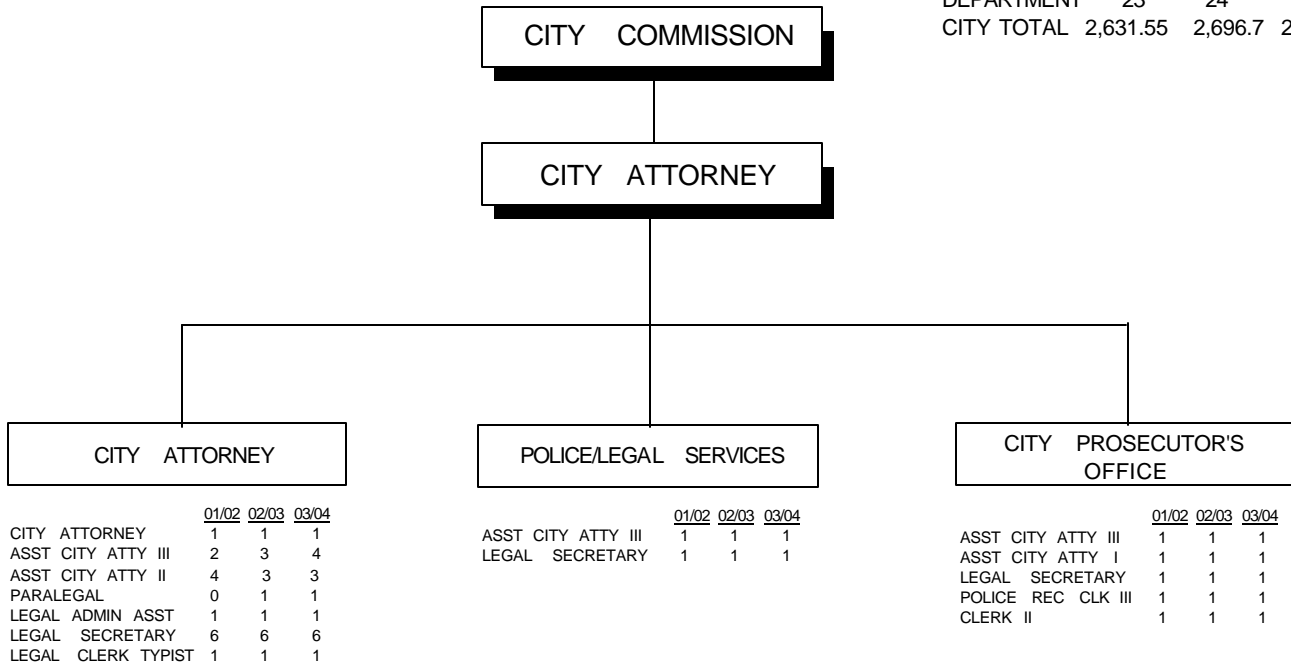 DEPARTMENT 23 24
CITY TOTAL 2,631.55 2,696.7 2
CITY COMMISSION
CITY ATTORNEY
CITY ATTORNEY
01/02 02/03 03/04
CITY ATTORNEY 1 1 1
ASST CITY ATTY III 2 3 4
ASST CITY ATTY II 4 3 3
PARALEGAL 0 1 1
LEGAL ADMIN ASST 1 1 1
LEGAL SECRETARY 6 6 6
LEGAL CLERK TYPIST 1 1 1
POLICE/LEGAL SERVICES
01/02 02/03 03/04
ASST CITY ATTY III 1 1 1
LEGAL SECRETARY 1 1 1
CITY PROSECUTOR'S
OFFICE
01/02 02/03 03/04
ASST CITY ATTY III 1 1 1
ASST CITY ATTY I 1 1 1
LEGAL SECRETARY 1 1 1
POLICE REC CLK III 1 1 1
CLERK II 1 1 1